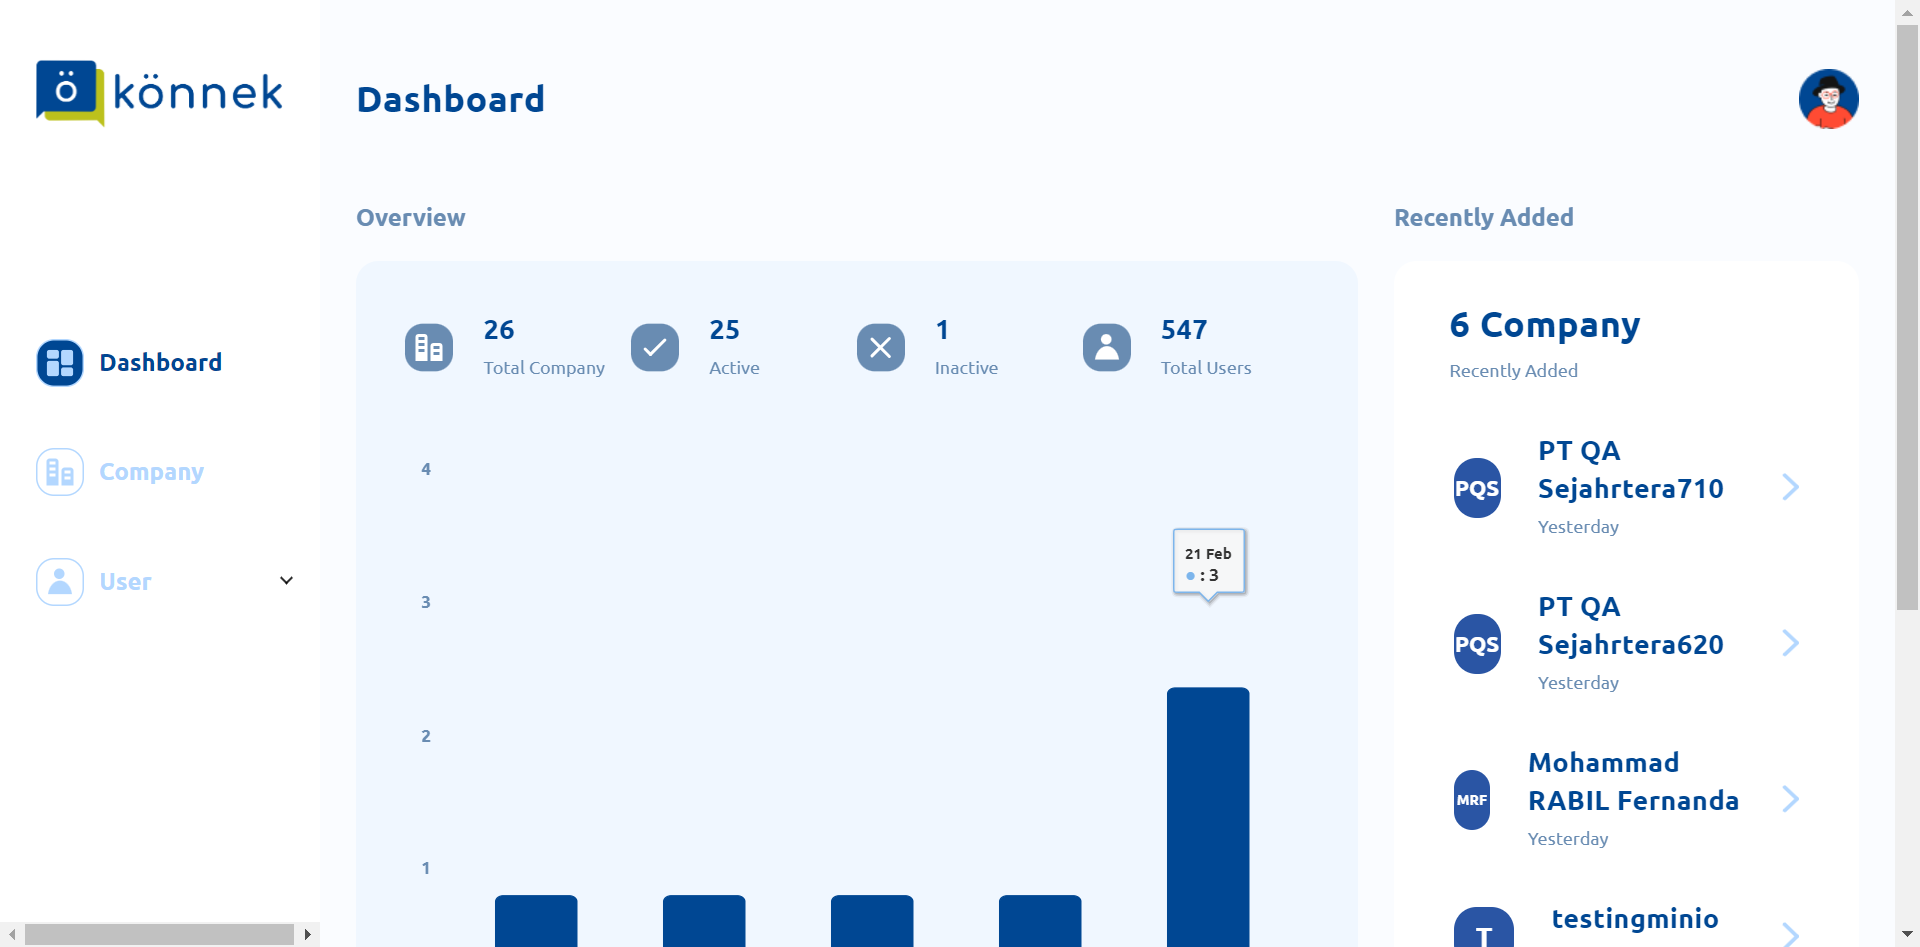 ö könnek
Dashboard
Dashboard
Company
User
Overview
26
Total Company
25
Active
1
Inactive
547
Total Users
4
3
2
1
21 Feb
● : 3
Recently Added
6 Company
Recently Added
PQS
PT QA
Sejahrtera710
Yesterday
PQS
PT QA
Sejahrtera620
Yesterday
MRF
Mohammad
RABIL Fernanda
Yesterday
T
testingminio